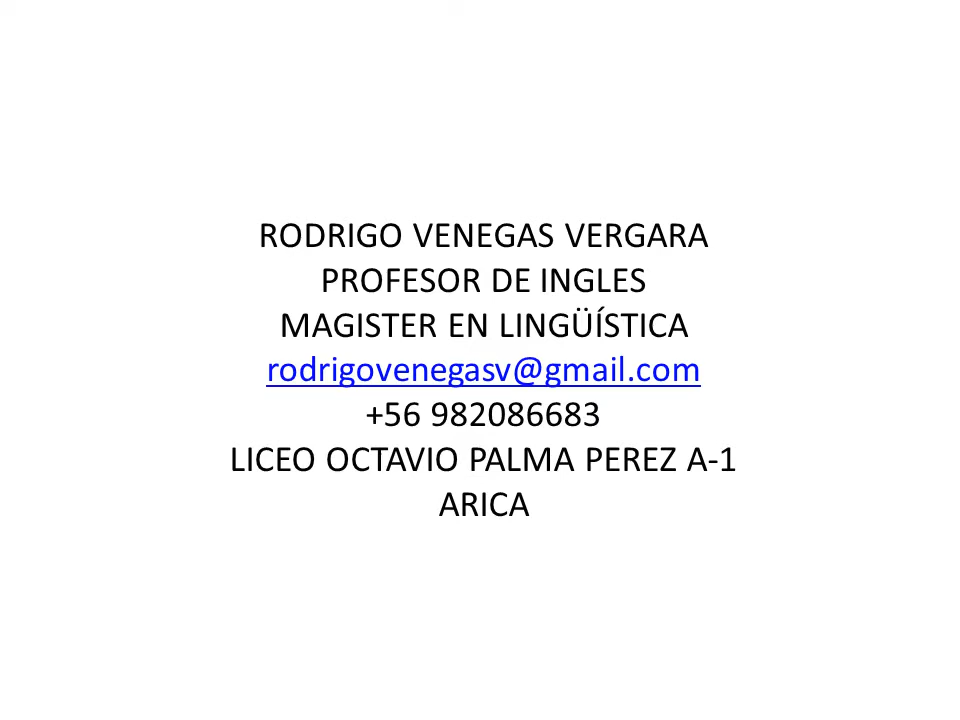 RODRIGO VENEGAS VERGARA
PROFESOR DE INGLES
MAGISTER EN LINGÜÍSTICA
rodrigovenegasv@gmail.com
+56 982086683
LICEO OCTAVIO PALMA PEREZ A-1
ARICA